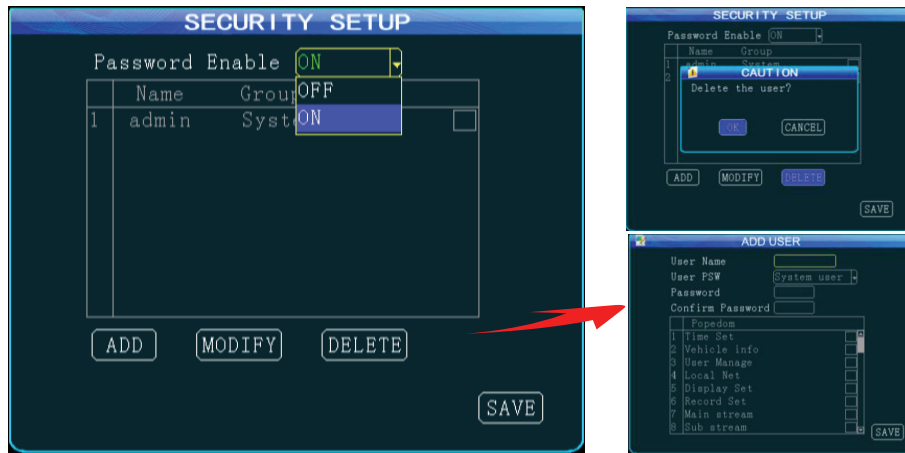 SECURITY SETUP
Password Enable ON
OFF
ON
Name Group
1 admin Syst
ADD MODIFY DELETE
SAVE
SECURITY SETUP
Password Enable ON
Name Group
1 admin System
2
CAUTION
Delete the user?
OK CANCEL
ADD MODIFY DELETE
SAVE
ADD USER
User Name
User PSW System user
Password
Confirm Password
Popedom
1 Time Set
2 Vehicle info
3 User Manage
4 Local Net
5 Display Set
6 Record Set
7 Main stream
8 Sub stream
SAVE